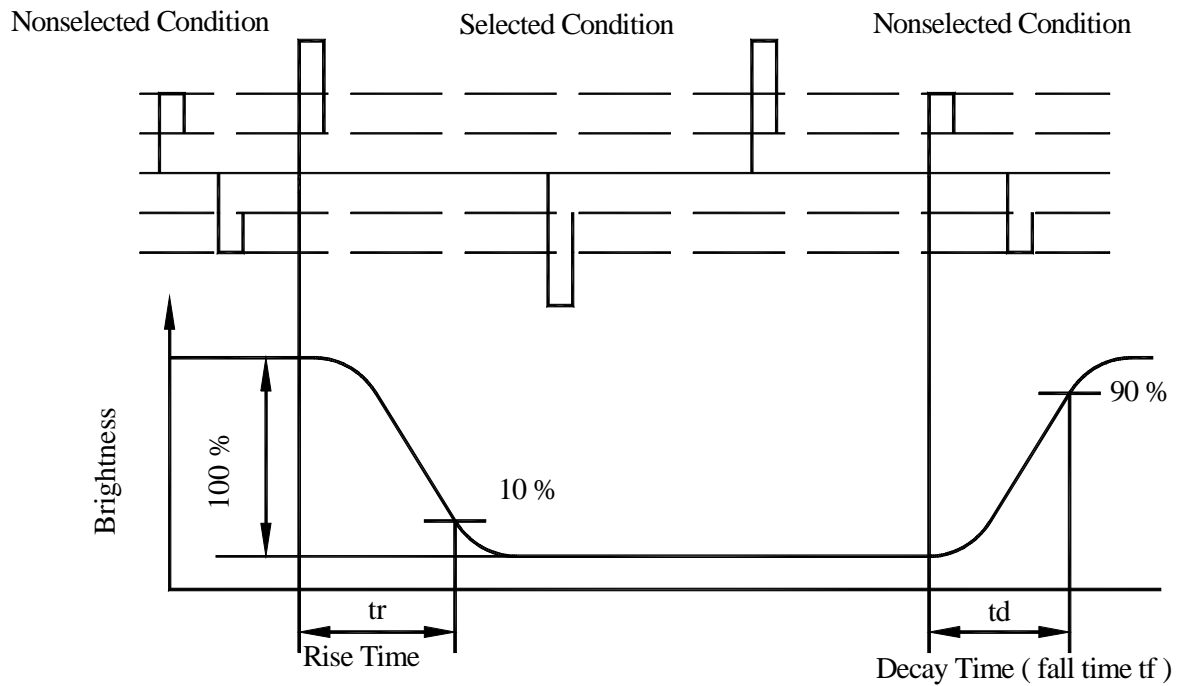 Nonselected Condition
Selected Condition
Nonselected Condition
Brightness
100 %
10 %
90 %
tr
Rise Time
td
Decay Time ( fall time tf )